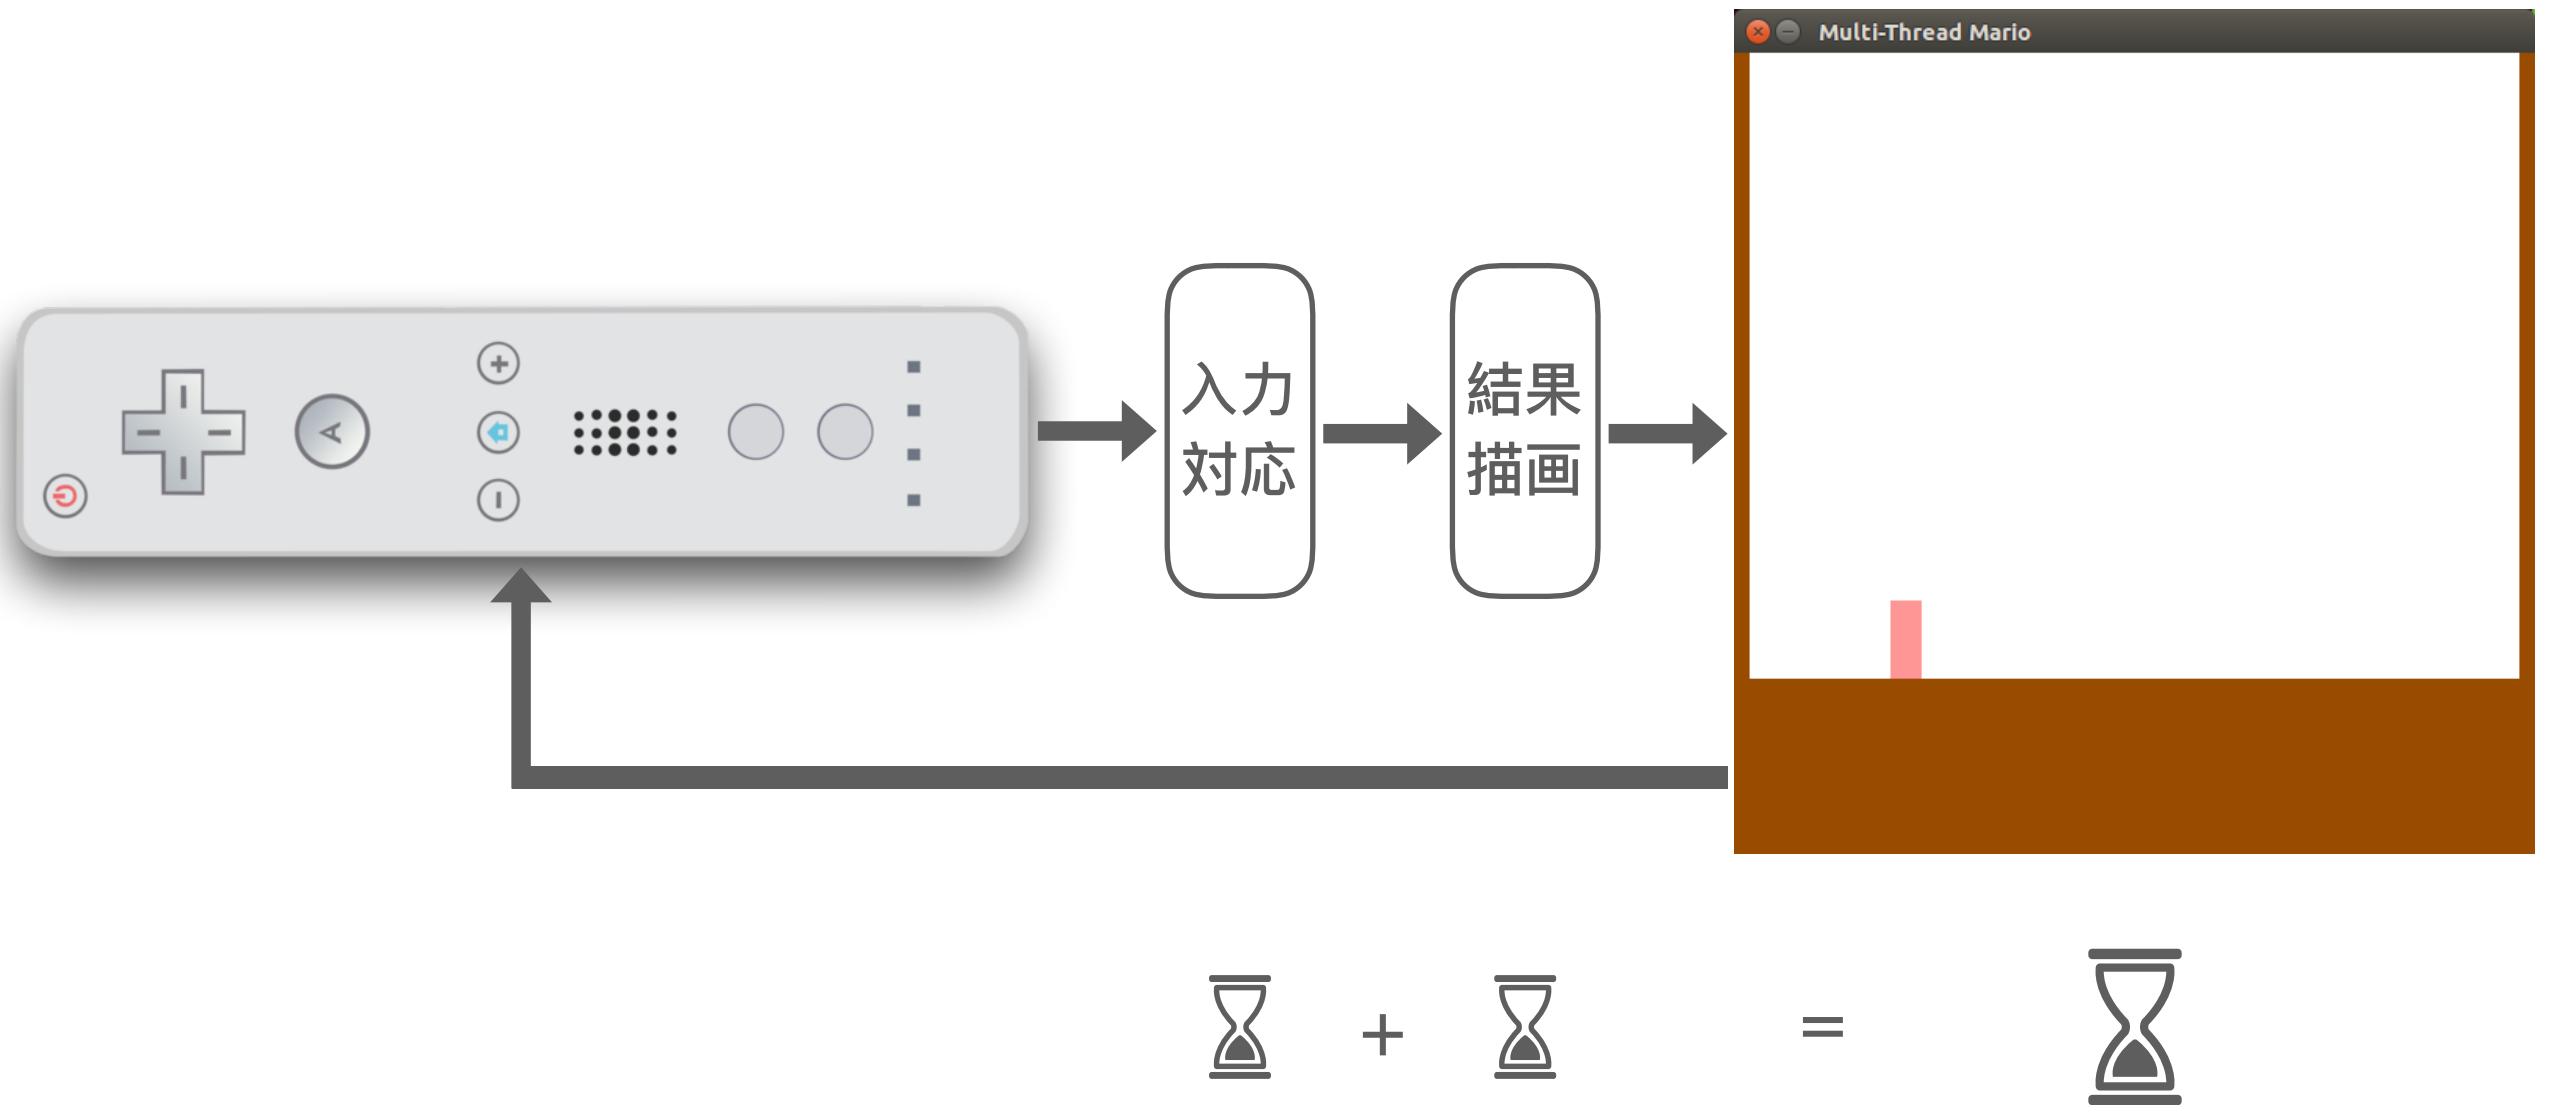 Multi-Thread Mario
A
入力
対応
結果
描画
+
=